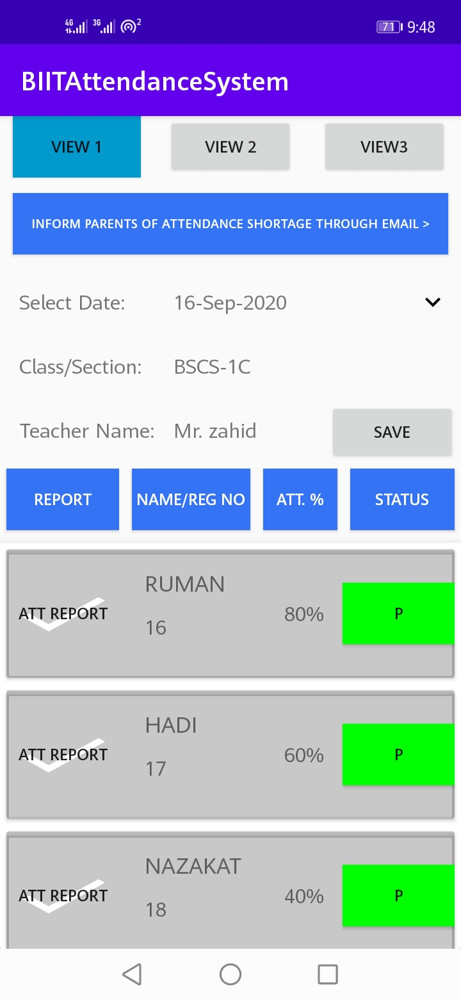 4G 3G 2 71 9:48
BIITAttendanceSystem
VIEW 1 VIEW 2 VIEW3
INFORM PARENTS OF ATTENDANCE SHORTAGE THROUGH EMAIL >
Select Date: 16-Sep-2020
Class/Section: BSCS-1C
Teacher Name: Mr. zahid SAVE
REPORT NAME/REG NO ATT. % STATUS
RUMAN
ATT REPORT 80% P
16
HADI
ATT REPORT 60% P
17
NAZAKAT
ATT REPORT 40% P
18